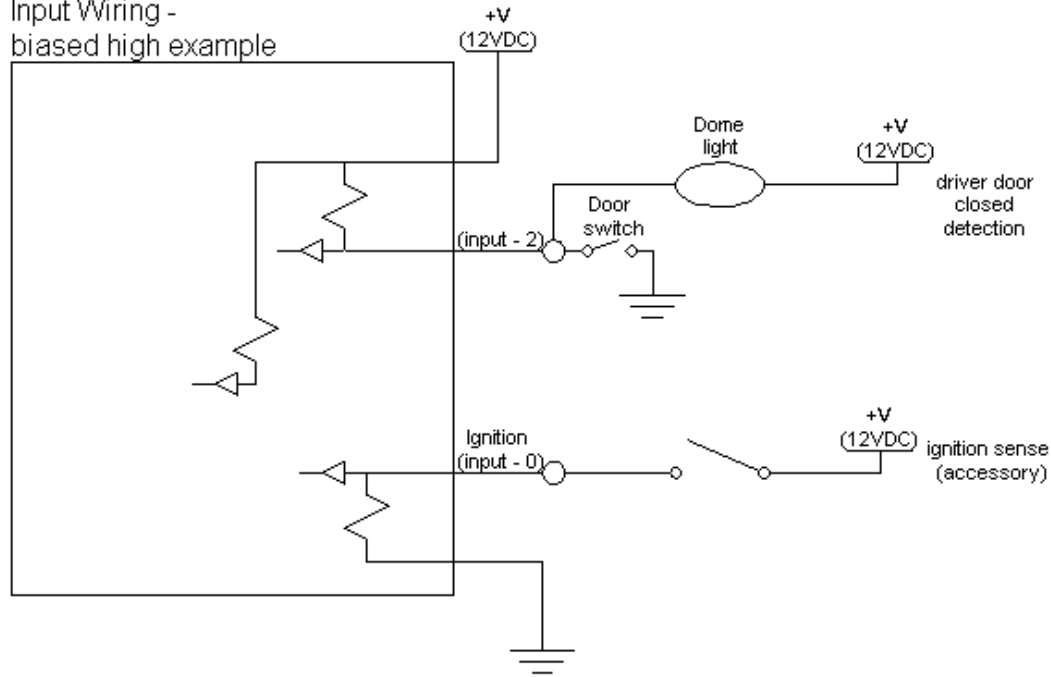 Input Wiring -
biased high example
+V
(12VDC)
Dome
light
+V
(12VDC)
driver door
closed
detection
Door
switch
(input - 2)
Ignition
(input - 0)
+V
(12VDC)
ignition sense
(accessory)